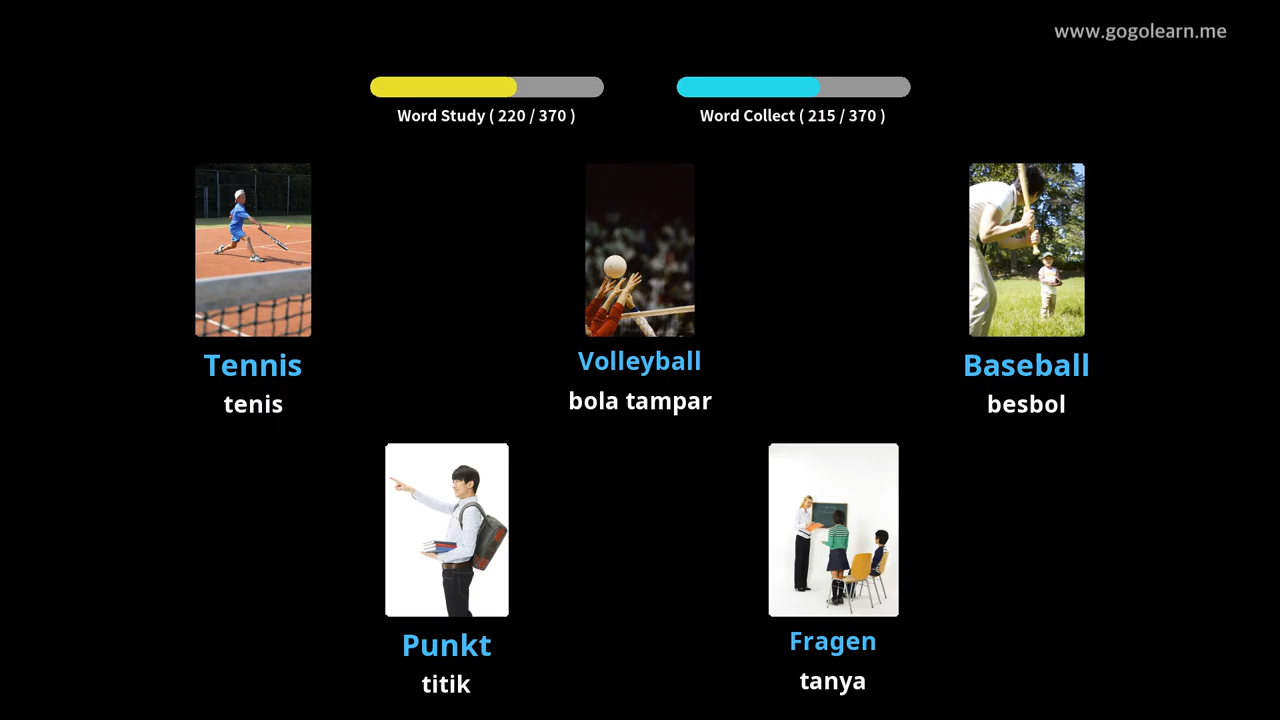 www.gogolearn.me
Word Study ( 220 / 370 )
Word Collect ( 215 / 370 )
Tennis
tenis
Volleyball
bola tampar
Baseball
besbol
Punkt
titik
Fragen
tanya